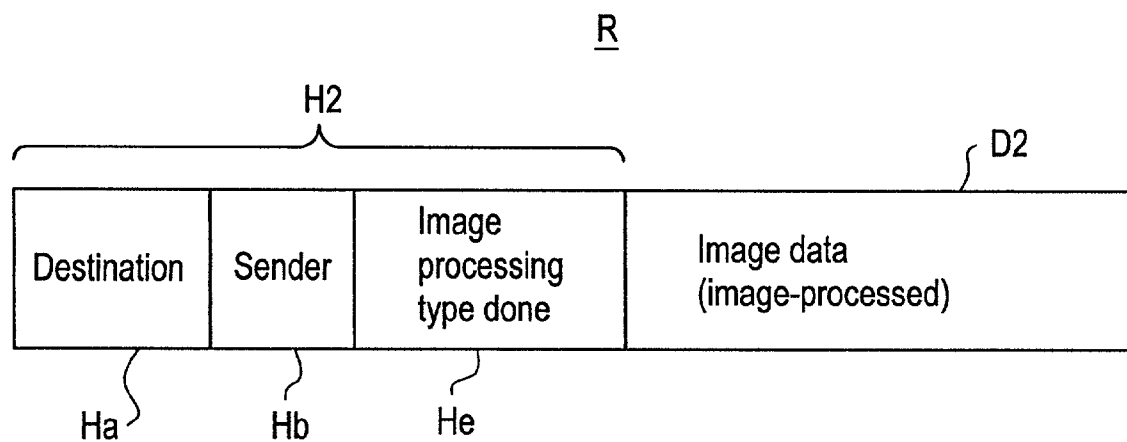 R
H2
D2
Destination
Sender
Image
processing
type done
Image data
(image-processed)
Ha
Hb
He